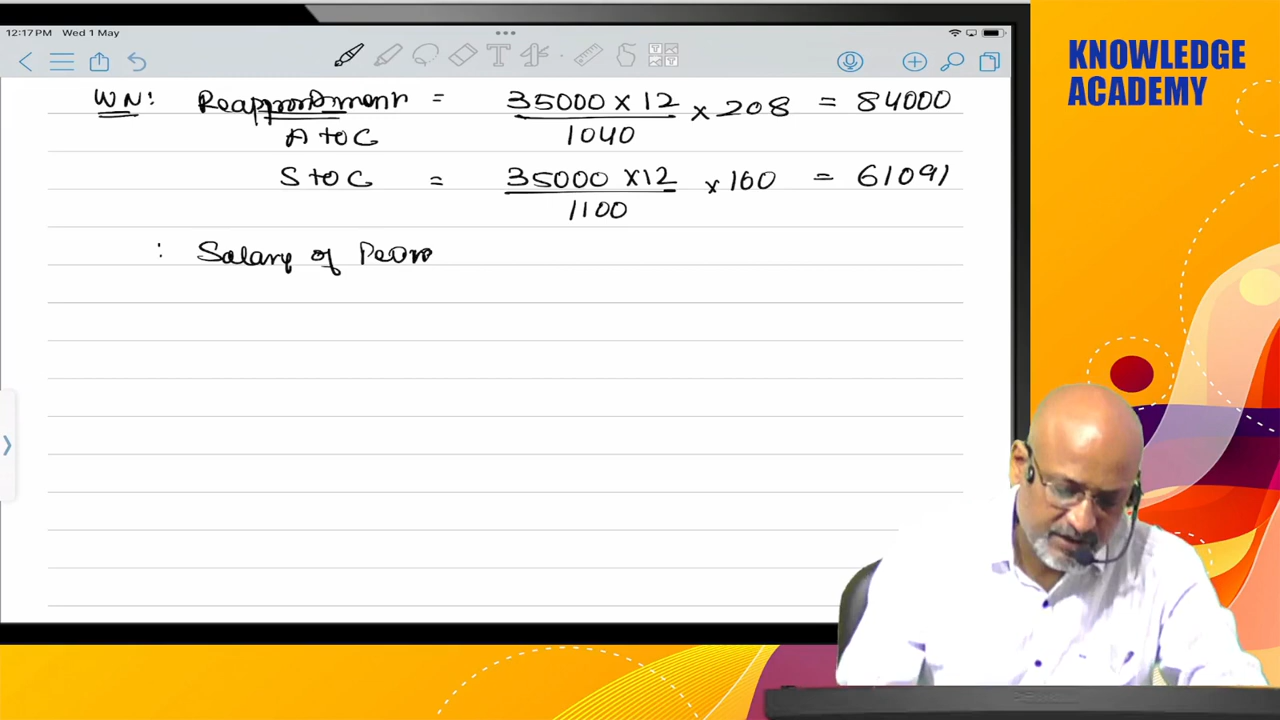 12:17 PM Wed 1 May
KNOWLEDGE
ACADEMY
WN: Reapportionment = 35000 × 12 / 1040 × 208 = 84000
A to C
S to C = 35000 × 12 / 1100 × 160 = 61091
: Salary of